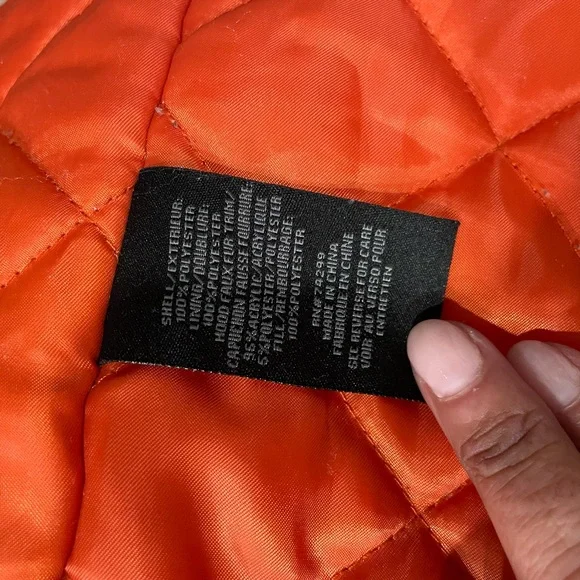 SHELL/EXTERIEUR:
100% POLYESTER
LINING/DOUBLURE:
100% POLYESTER
HOOD FAUX FUR TRIM/
CAPUCHON FAUSSE FOURRURE:
95% ACRYLIC/ACRYLIQUE
5% POLYESTER/POLYESTER
FILL/REMBOURRAGE:
100% POLYESTER
RN# 74299
MADE IN CHINA
FABRIQUE EN CHINE
SEE REVERSE FOR CARE
VOIR AU VERSO POUR
ENTRETIEN